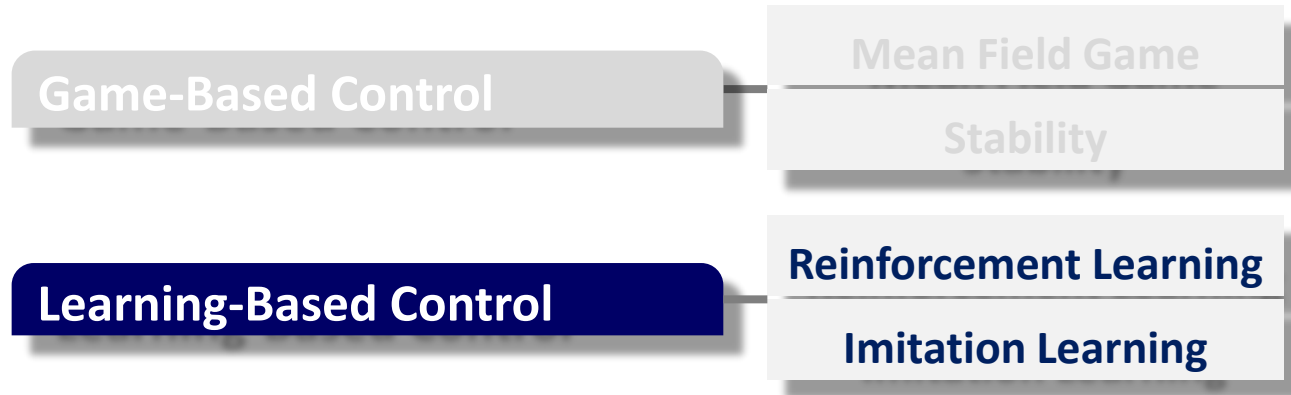 Game-Based Control
Mean Field Game
Stability
Learning-Based Control
Reinforcement Learning
Imitation Learning